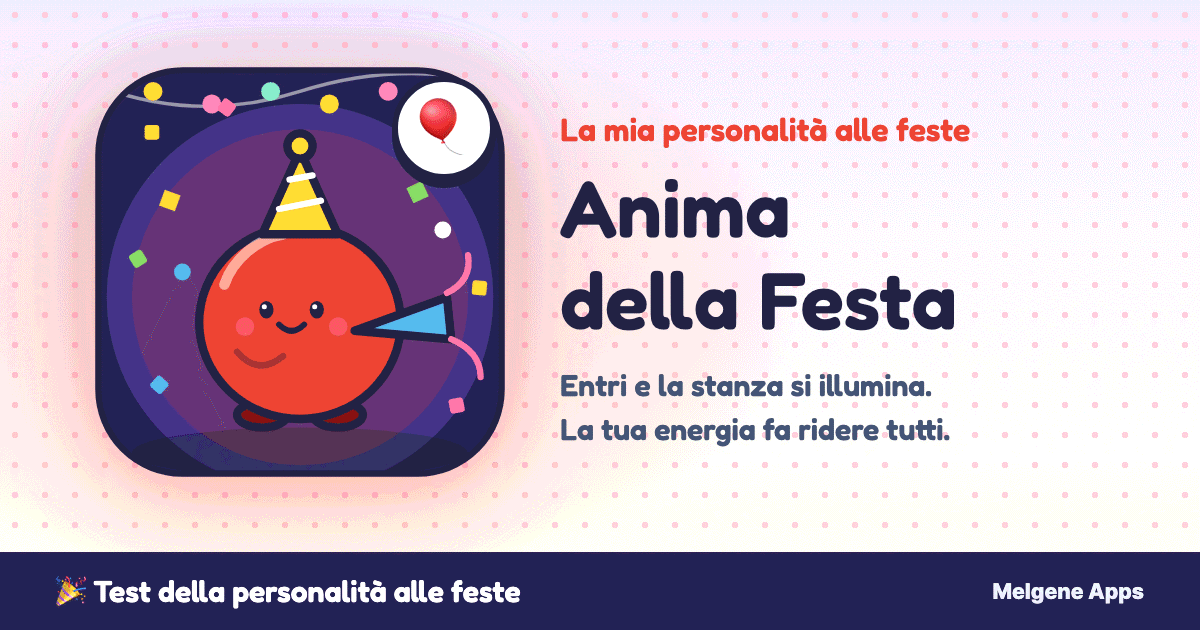 La mia personalità alle feste
Anima
della Festa
Entri e la stanza si illumina.
La tua energia fa ridere tutti.
🎉 Test della personalità alle feste
Melgene Apps